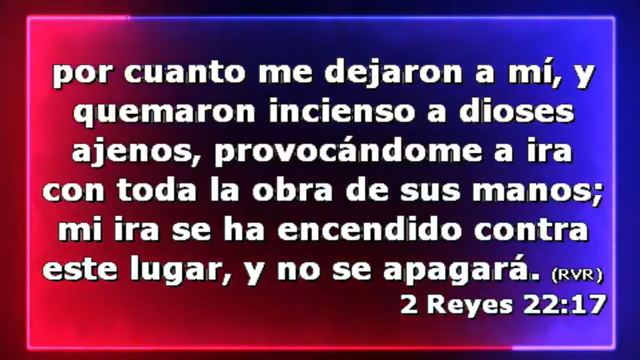 por cuanto me dejaron a mí, y
quemaron incienso a dioses
ajenos, provocándome a ira
con toda la obra de sus manos;
mi ira se ha encendido contra
este lugar, y no se apagará. (RVR)
2 Reyes 22:17